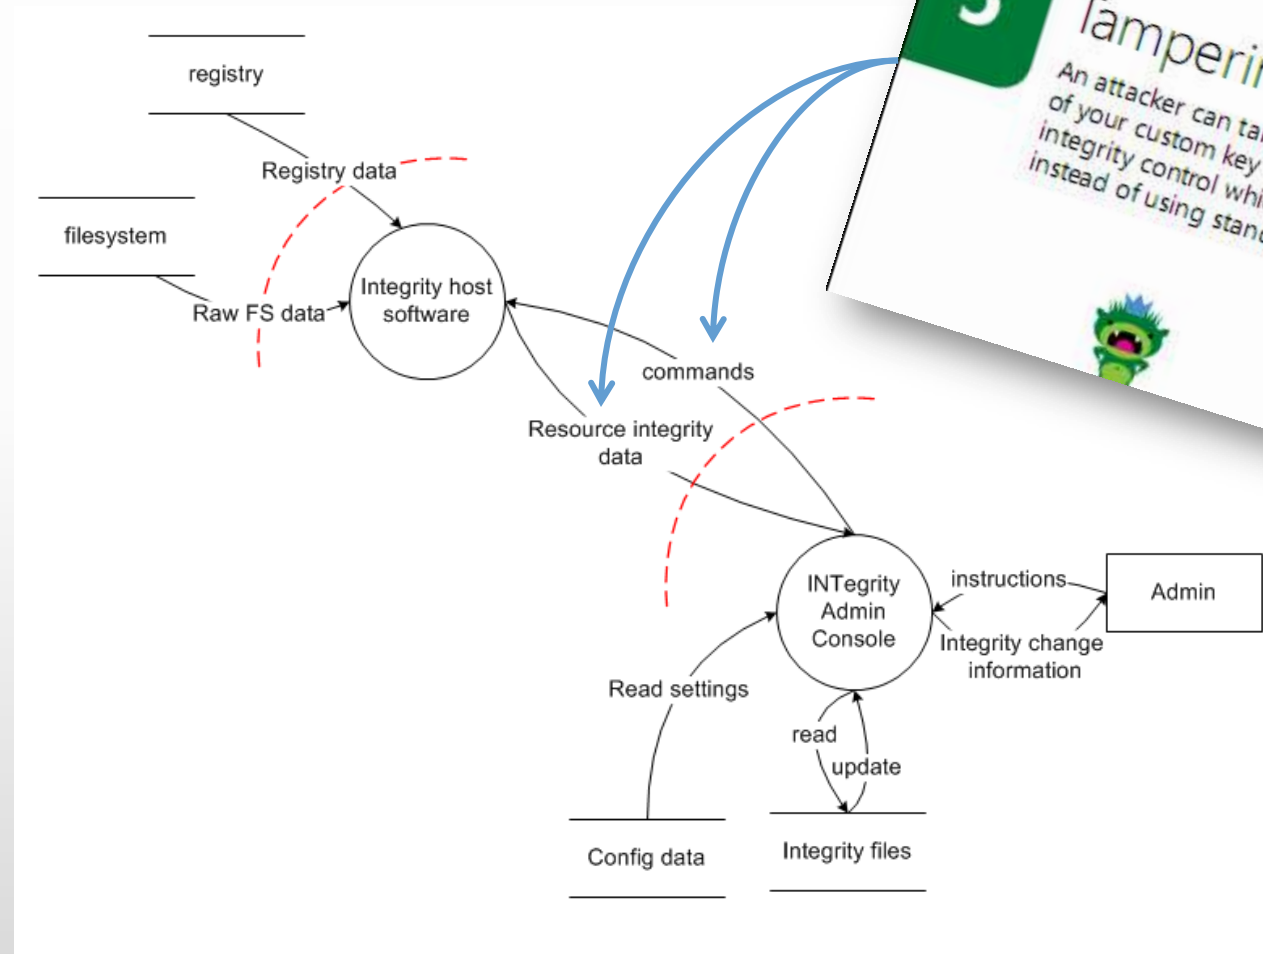 registry
Registry data
filesystem
Raw FS data
Integrity host
software
commands
Resource integrity
data
INTegrity
Admin
Console
instructions
Admin
Integrity change
information
Read settings
read
update
Config data
Integrity files
An attacker can
of your custom key
integrity control
instead of using